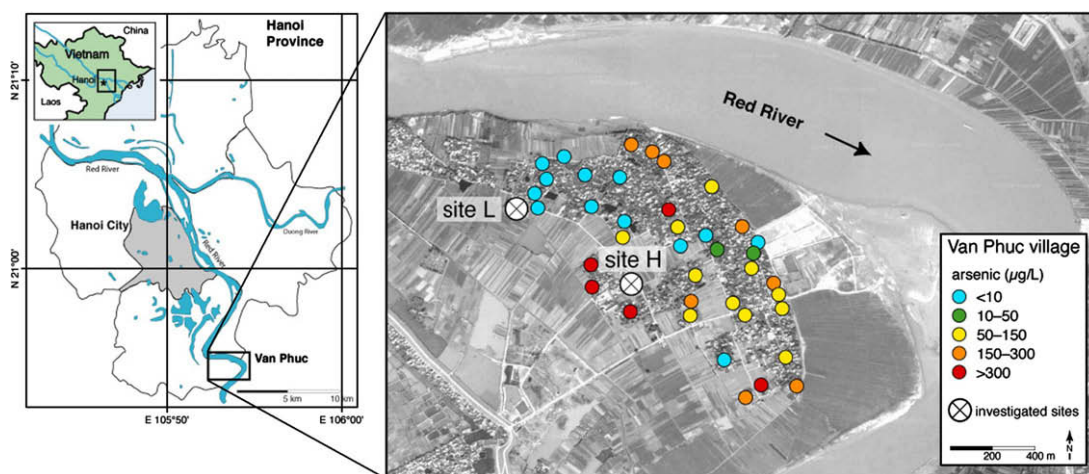 China
Vietnam
Hanoi
Laos
Hanoi
Province
N 21°10'
N 21°00'
Red River
Hanoi City
Red River
Duong River
Van Phuc
5 km
10 km
E 105°50'
E 106°00'
Red River
site L
site H
Van Phuc village
arsenic (µg/L)
<10
10–50
50–150
150–300
>300
investigated sites
N
200
400 m